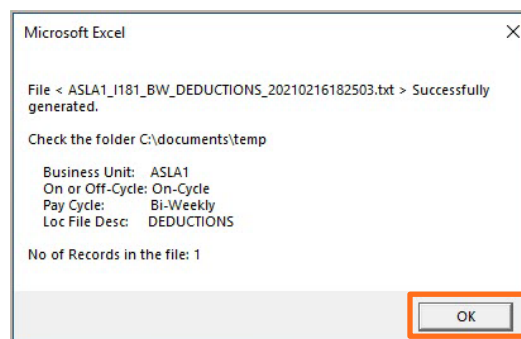 Microsoft Excel
File < ASLA1_I181_BW_DEDUCTIONS_20210216182503.txt > Successfully
generated.
Check the folder C:\documents\temp
Business Unit: ASLA1
On or Off-Cycle: On-Cycle
Pay Cycle: Bi-Weekly
Loc File Desc: DEDUCTIONS
No of Records in the file: 1
OK